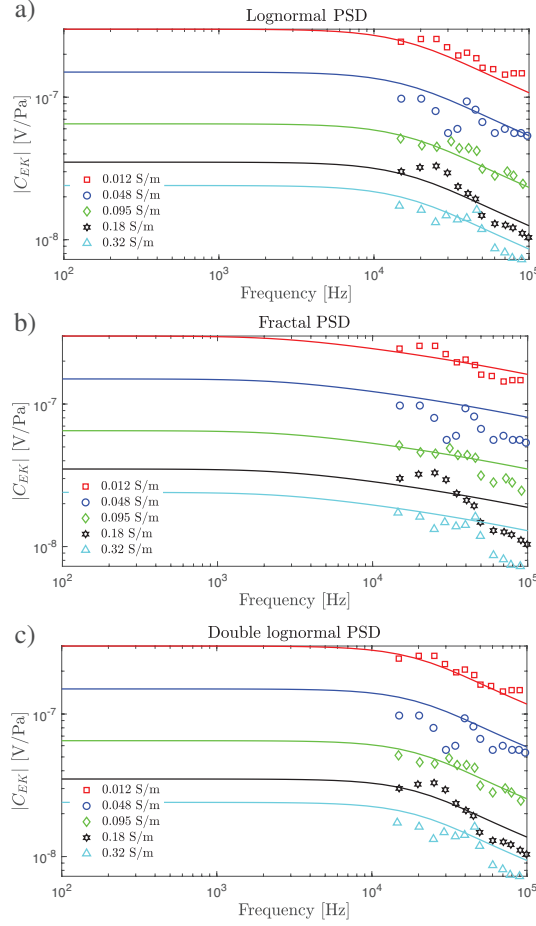 a)
Lognormal PSD
|C_EK| [V/Pa]
10^-7
10^-8
0.012 S/m
0.048 S/m
0.095 S/m
0.18 S/m
0.32 S/m
10^2 10^3 10^4 10^5
Frequency [Hz]
b)
Fractal PSD
|C_EK| [V/Pa]
10^-7
10^-8
0.012 S/m
0.048 S/m
0.095 S/m
0.18 S/m
0.32 S/m
10^2 10^3 10^4 10^5
Frequency [Hz]
c)
Double lognormal PSD
|C_EK| [V/Pa]
10^-7
10^-8
0.012 S/m
0.048 S/m
0.095 S/m
0.18 S/m
0.32 S/m
10^2 10^3 10^4 10^5
Frequency [Hz]